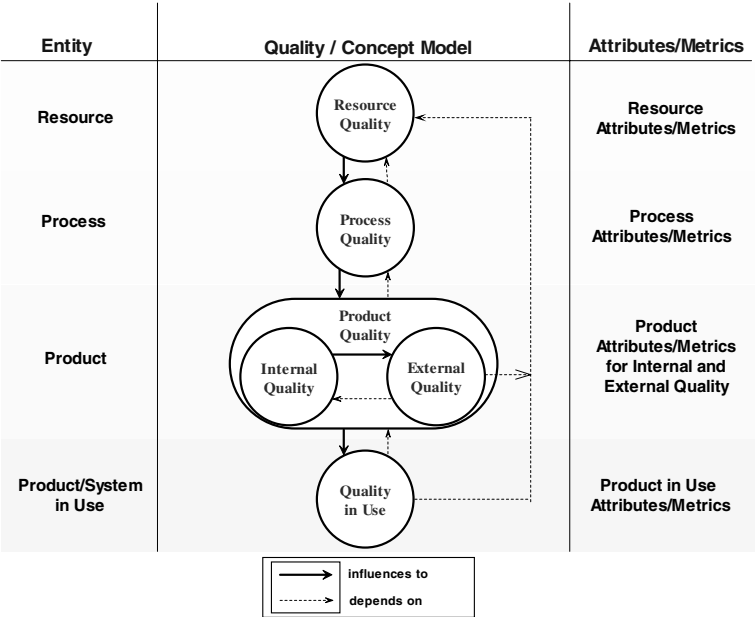 Entity
Quality / Concept Model
Attributes/Metrics
Resource
Resource
Quality
Resource
Attributes/Metrics
Process
Process
Quality
Process
Attributes/Metrics
Product
Product
Quality
Internal
Quality
External
Quality
Product
Attributes/Metrics
for Internal and
External Quality
Product/System
in Use
Quality
in Use
Product in Use
Attributes/Metrics
influences to
depends on